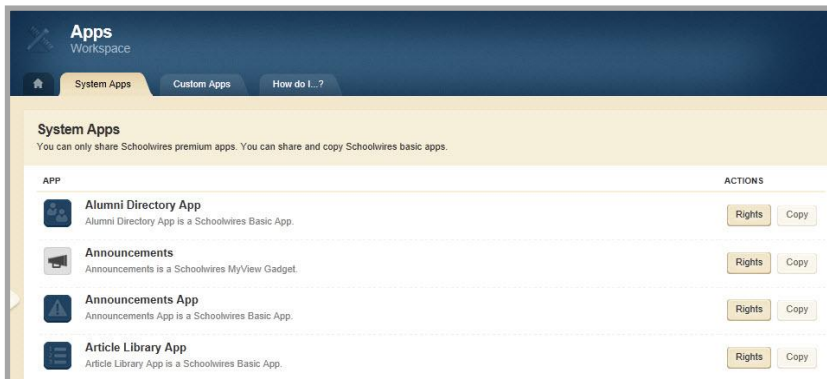 Apps
Workspace
System Apps Custom Apps How do I...?
System Apps
You can only share Schoolwires premium apps. You can share and copy Schoolwires basic apps.
APP ACTIONS
Alumni Directory App
Alumni Directory App is a Schoolwires Basic App.
Rights Copy
Announcements
Announcements is a Schoolwires MyView Gadget.
Rights Copy
Announcements App
Announcements App is a Schoolwires Basic App.
Rights Copy
Article Library App
Article Library App is a Schoolwires Basic App.
Rights Copy